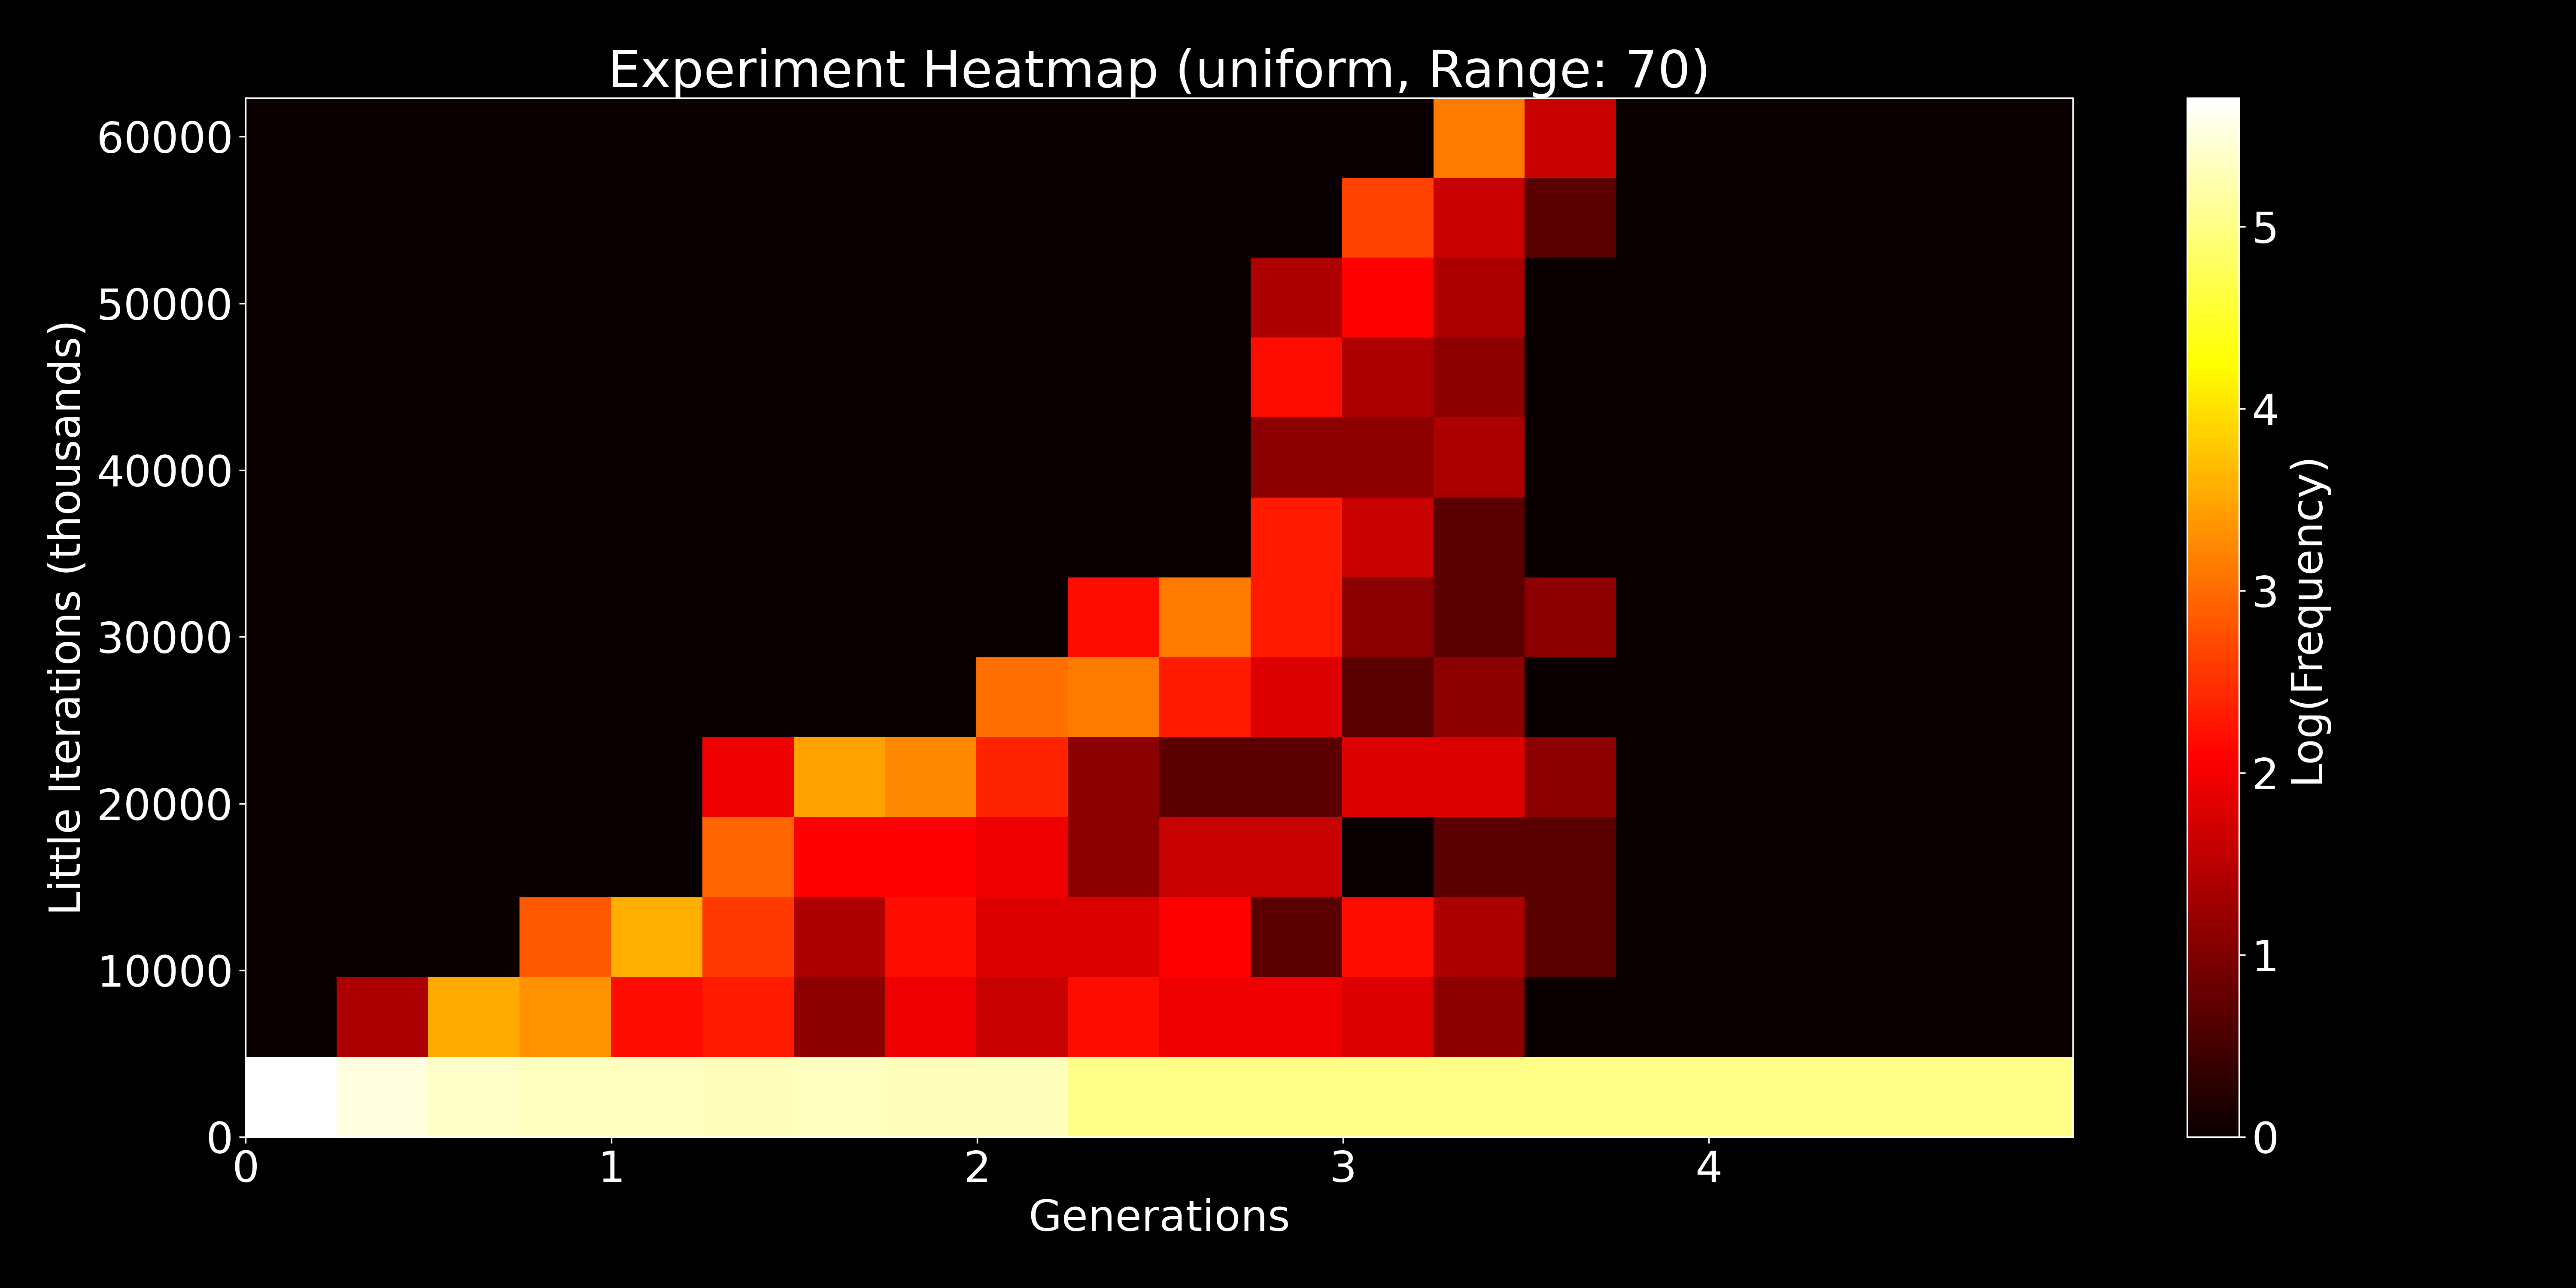 Experiment Heatmap (uniform, Range: 70)
60000
50000
40000
30000
20000
10000
0
Little Iterations (thousands)
0 1 2 3 4
Generations
5
4
3
2
1
0
Log(Frequency)